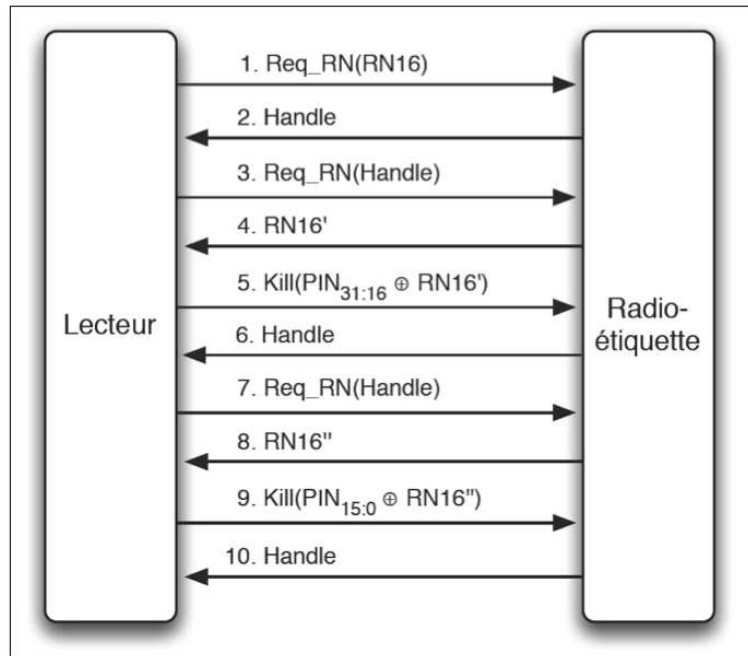 1. Req_RN(RN16)
2. Handle
3. Req_RN(Handle)
4. RN16'
5. Kill(PIN31:16 ⊕ RN16')
6. Handle
7. Req_RN(Handle)
8. RN16"
9. Kill(PIN15:0 ⊕ RN16")
10. Handle
Lecteur
Radio-
étiquette